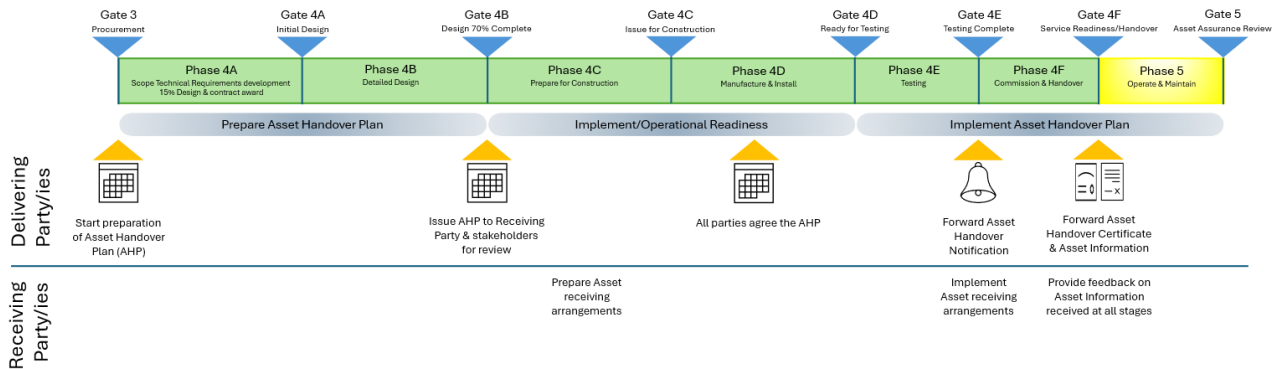 Gate 3
Procurement
Gate 4A
Initial Design
Gate 4B
Design 70% Complete
Gate 4C
Issue for Construction
Gate 4D
Ready for Testing
Gate 4E
Testing Complete
Gate 4F
Service Readiness/Handover
Gate 5
Asset Assurance Review
Phase 4A
Scope Technical Requirements development
15% Design & contract award
Phase 4B
Detailed Design
Phase 4C
Prepare for Construction
Phase 4D
Manufacture & Install
Phase 4E
Testing
Phase 4F
Commission & Handover
Phase 5
Operate & Maintain
Prepare Asset Handover Plan
Implement/Operational Readiness
Implement Asset Handover Plan
Delivering
Party/ies
Start preparation
of Asset Handover
Plan (AHP)
Issue AHP to Receiving
Party & stakeholders
for review
All parties agree the AHP
Forward Asset
Handover
Notification
Forward Asset
Handover Certificate
& Asset Information
Receiving
Party/ies
Prepare Asset
receiving
arrangements
Implement
Asset receiving
arrangements
Provide feedback on
Asset Information
received at all stages